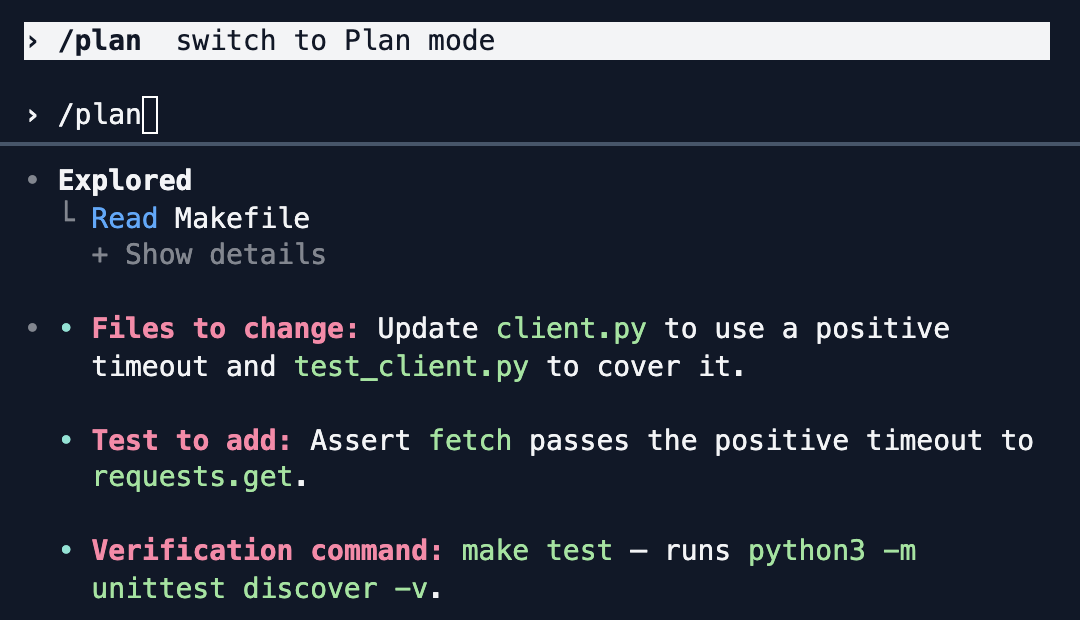 › /plan  switch to Plan mode
› /plan
• Explored
└ Read Makefile
+ Show details
• • Files to change: Update client.py to use a positive
timeout and test_client.py to cover it.
• Test to add: Assert fetch passes the positive timeout to
requests.get.
• Verification command: make test — runs python3 -m
unittest discover -v.